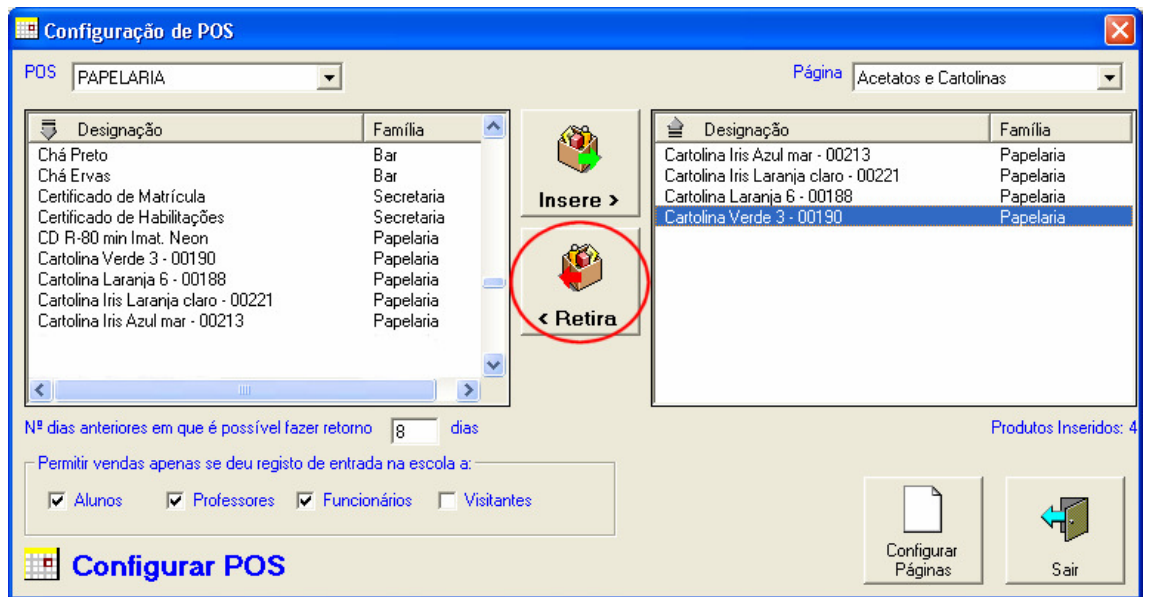 Configuração de POS
POS PAPELARIA Página Acetatos e Cartolinas
Designação Família
Chá Preto Bar
Chá Ervas Bar
Certificado de Matrícula Secretaria
Certificado de Habilitações Secretaria
CD R-80 min Imat. Neon Papelaria
Cartolina Verde 3 - 00190 Papelaria
Cartolina Laranja 6 - 00188 Papelaria
Cartolina Iris Laranja claro - 00221 Papelaria
Cartolina Iris Azul mar - 00213 Papelaria
Insere >
< Retira
Designação Família
Cartolina Iris Azul mar - 00213 Papelaria
Cartolina Iris Laranja claro - 00221 Papelaria
Cartolina Laranja 6 - 00188 Papelaria
Cartolina Verde 3 - 00190 Papelaria
Nº dias anteriores em que é possível fazer retorno 8 dias
Produtos Inseridos: 4
Permitir vendas apenas se deu registo de entrada na escola a:
Alunos Professores Funcionários Visitantes
Configurar POS
Configurar
Páginas
Sair